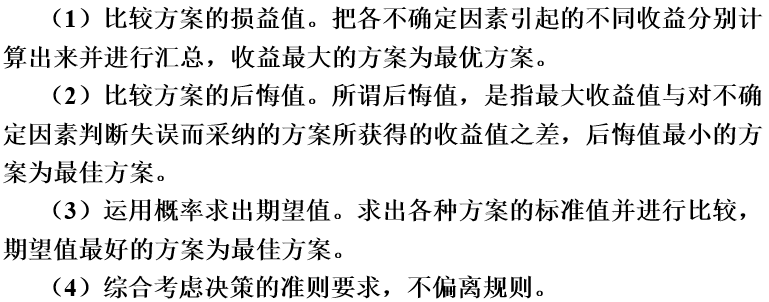 （1）比较方案的损益值。把各不确定因素引起的不同收益分别计
算出来并进行汇总，收益最大的方案为最优方案。
（2）比较方案的后悔值。所谓后悔值，是指最大收益值与对不确
定因素判断失误而采纳的方案所获得的收益值之差，后悔值最小的方
案为最佳方案。
（3）运用概率求出期望值。求出各种方案的标准值并进行比较，
期望值最好的方案为最佳方案。
（4）综合考虑决策的准则要求，不偏离规则。